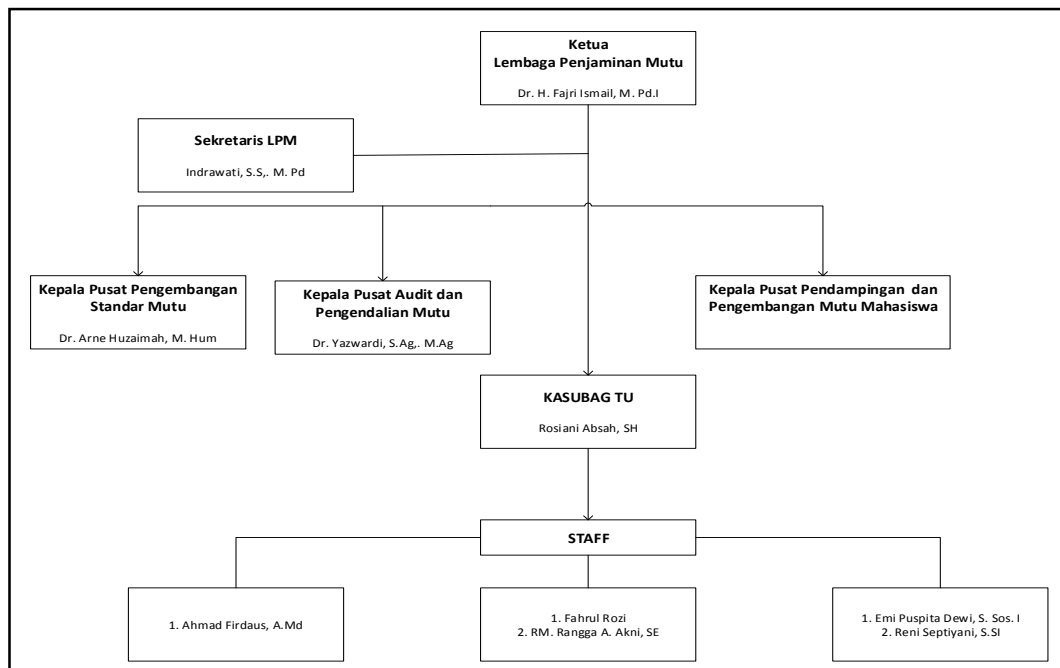 Ketua
Lembaga Penjaminan Mutu
Dr. H. Fajri Ismail, M. Pd.I
Sekretaris LPM
Indrawati, S.S,. M. Pd
Kepala Pusat Pengembangan
Standar Mutu
Dr. Arne Huzaimah, M. Hum
Kepala Pusat Audit dan
Pengendalian Mutu
Dr. Yazwardi, S.Ag,. M.Ag
Kepala Pusat Pendampingan dan
Pengembangan Mutu Mahasiswa
KASUBAG TU
Rosiani Absah, SH
STAFF
1. Ahmad Firdaus, A.Md
1. Fahrul Rozi
2. RM. Rangga A. Akni, SE
1. Emi Puspita Dewi, S. Sos. I
2. Reni Septiyani, S.SI